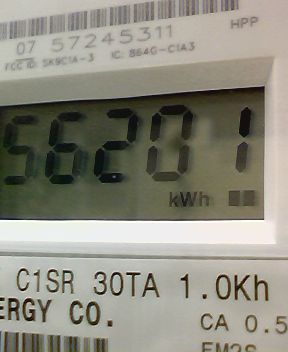 HPP
07 57245311
FCC ID: SK9C1A-3 IC: 864G-C1A3
56201
kWh
C1SR 30TA 1.0Kh
ERGY CO.
CA 0.5
EM2S